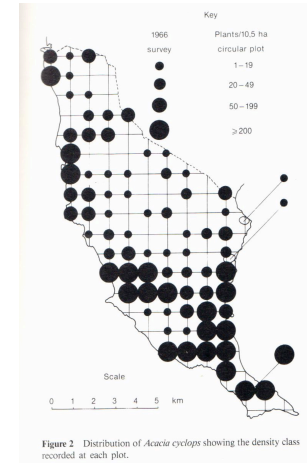 Key
1966 Plants/10,5 ha
survey circular plot
1–19
20–49
50–199
⩾200
Scale
0 1 2 3 4 5 km
Figure 2 Distribution of Acacia cyclops showing the density class
recorded at each plot.